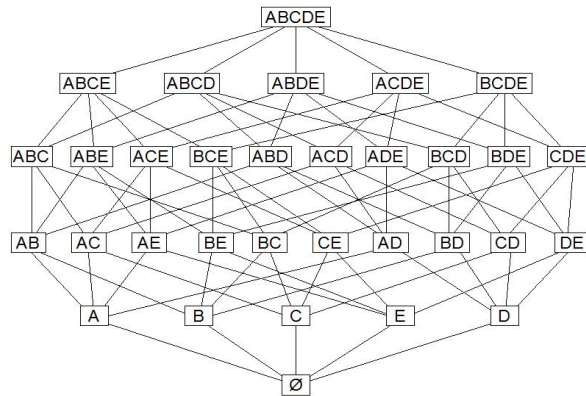 ABCDE
ABCE ABCD ABDE ACDE BCDE
ABC ABE ACE BCE ABD ACD ADE BCD BDE CDE
AB AC AE BE BC CE AD BD CD DE
A B C E D
Ø